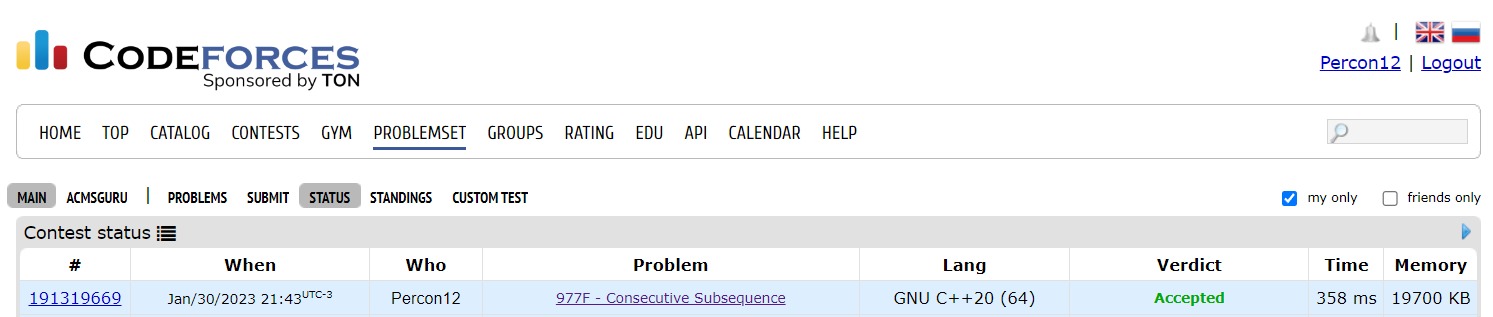 |
CODEFORCES
Sponsored by TON
Percon12 | Logout
HOME TOP CATALOG CONTESTS GYM PROBLEMSET GROUPS RATING EDU API CALENDAR HELP
MAIN ACMSGURU | PROBLEMS SUBMIT STATUS STANDINGS CUSTOM TEST my only friends only
Contest status
# When Who Problem Lang Verdict Time Memory
191319669 Jan/30/2023 21:43UTC-3 Percon12 977F - Consecutive Subsequence GNU C++20 (64) Accepted 358 ms 19700 KB